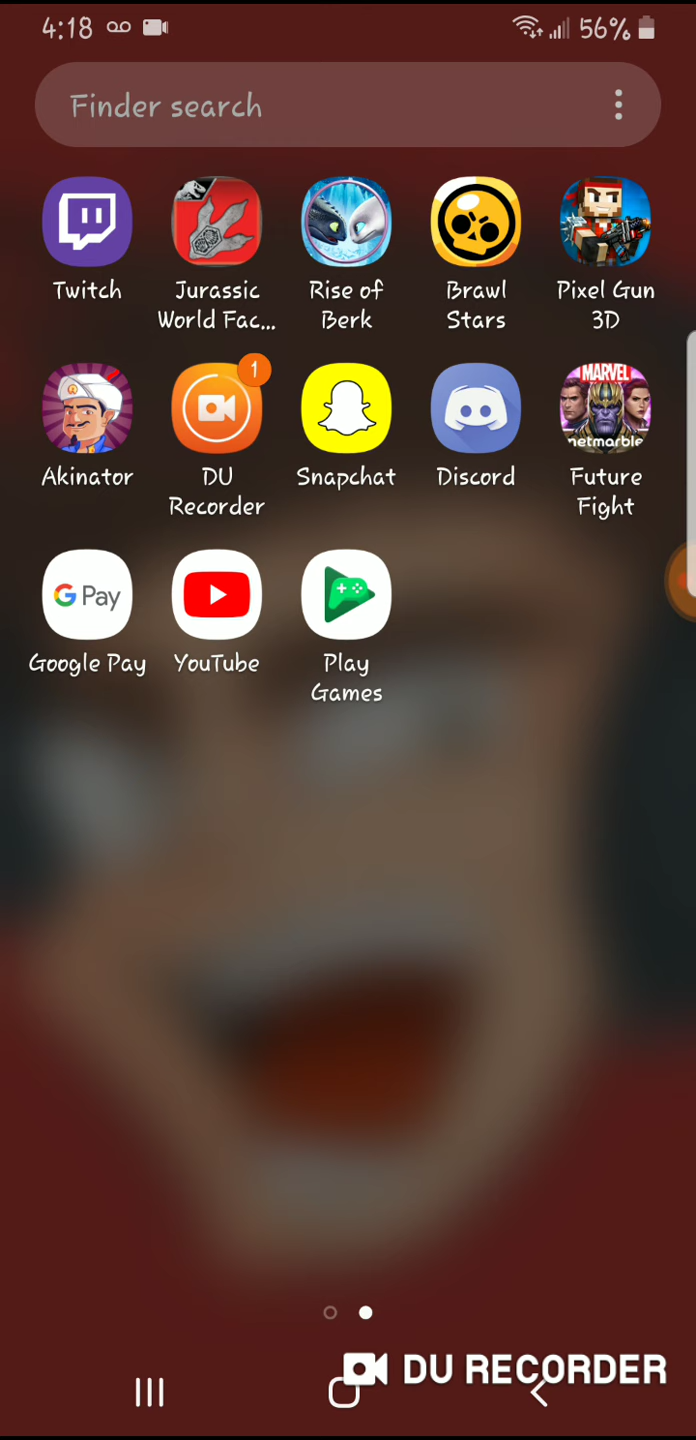 4:18 56%
Finder search
Twitch
Jurassic
World Fac...
Rise of
Berk
Brawl
Stars
Pixel Gun
3D
Akinator
1
DU
Recorder
Snapchat
Discord
MARVEL
netmarble
Future
Fight
G Pay
Google Pay
YouTube
Play
Games
DU RECORDER